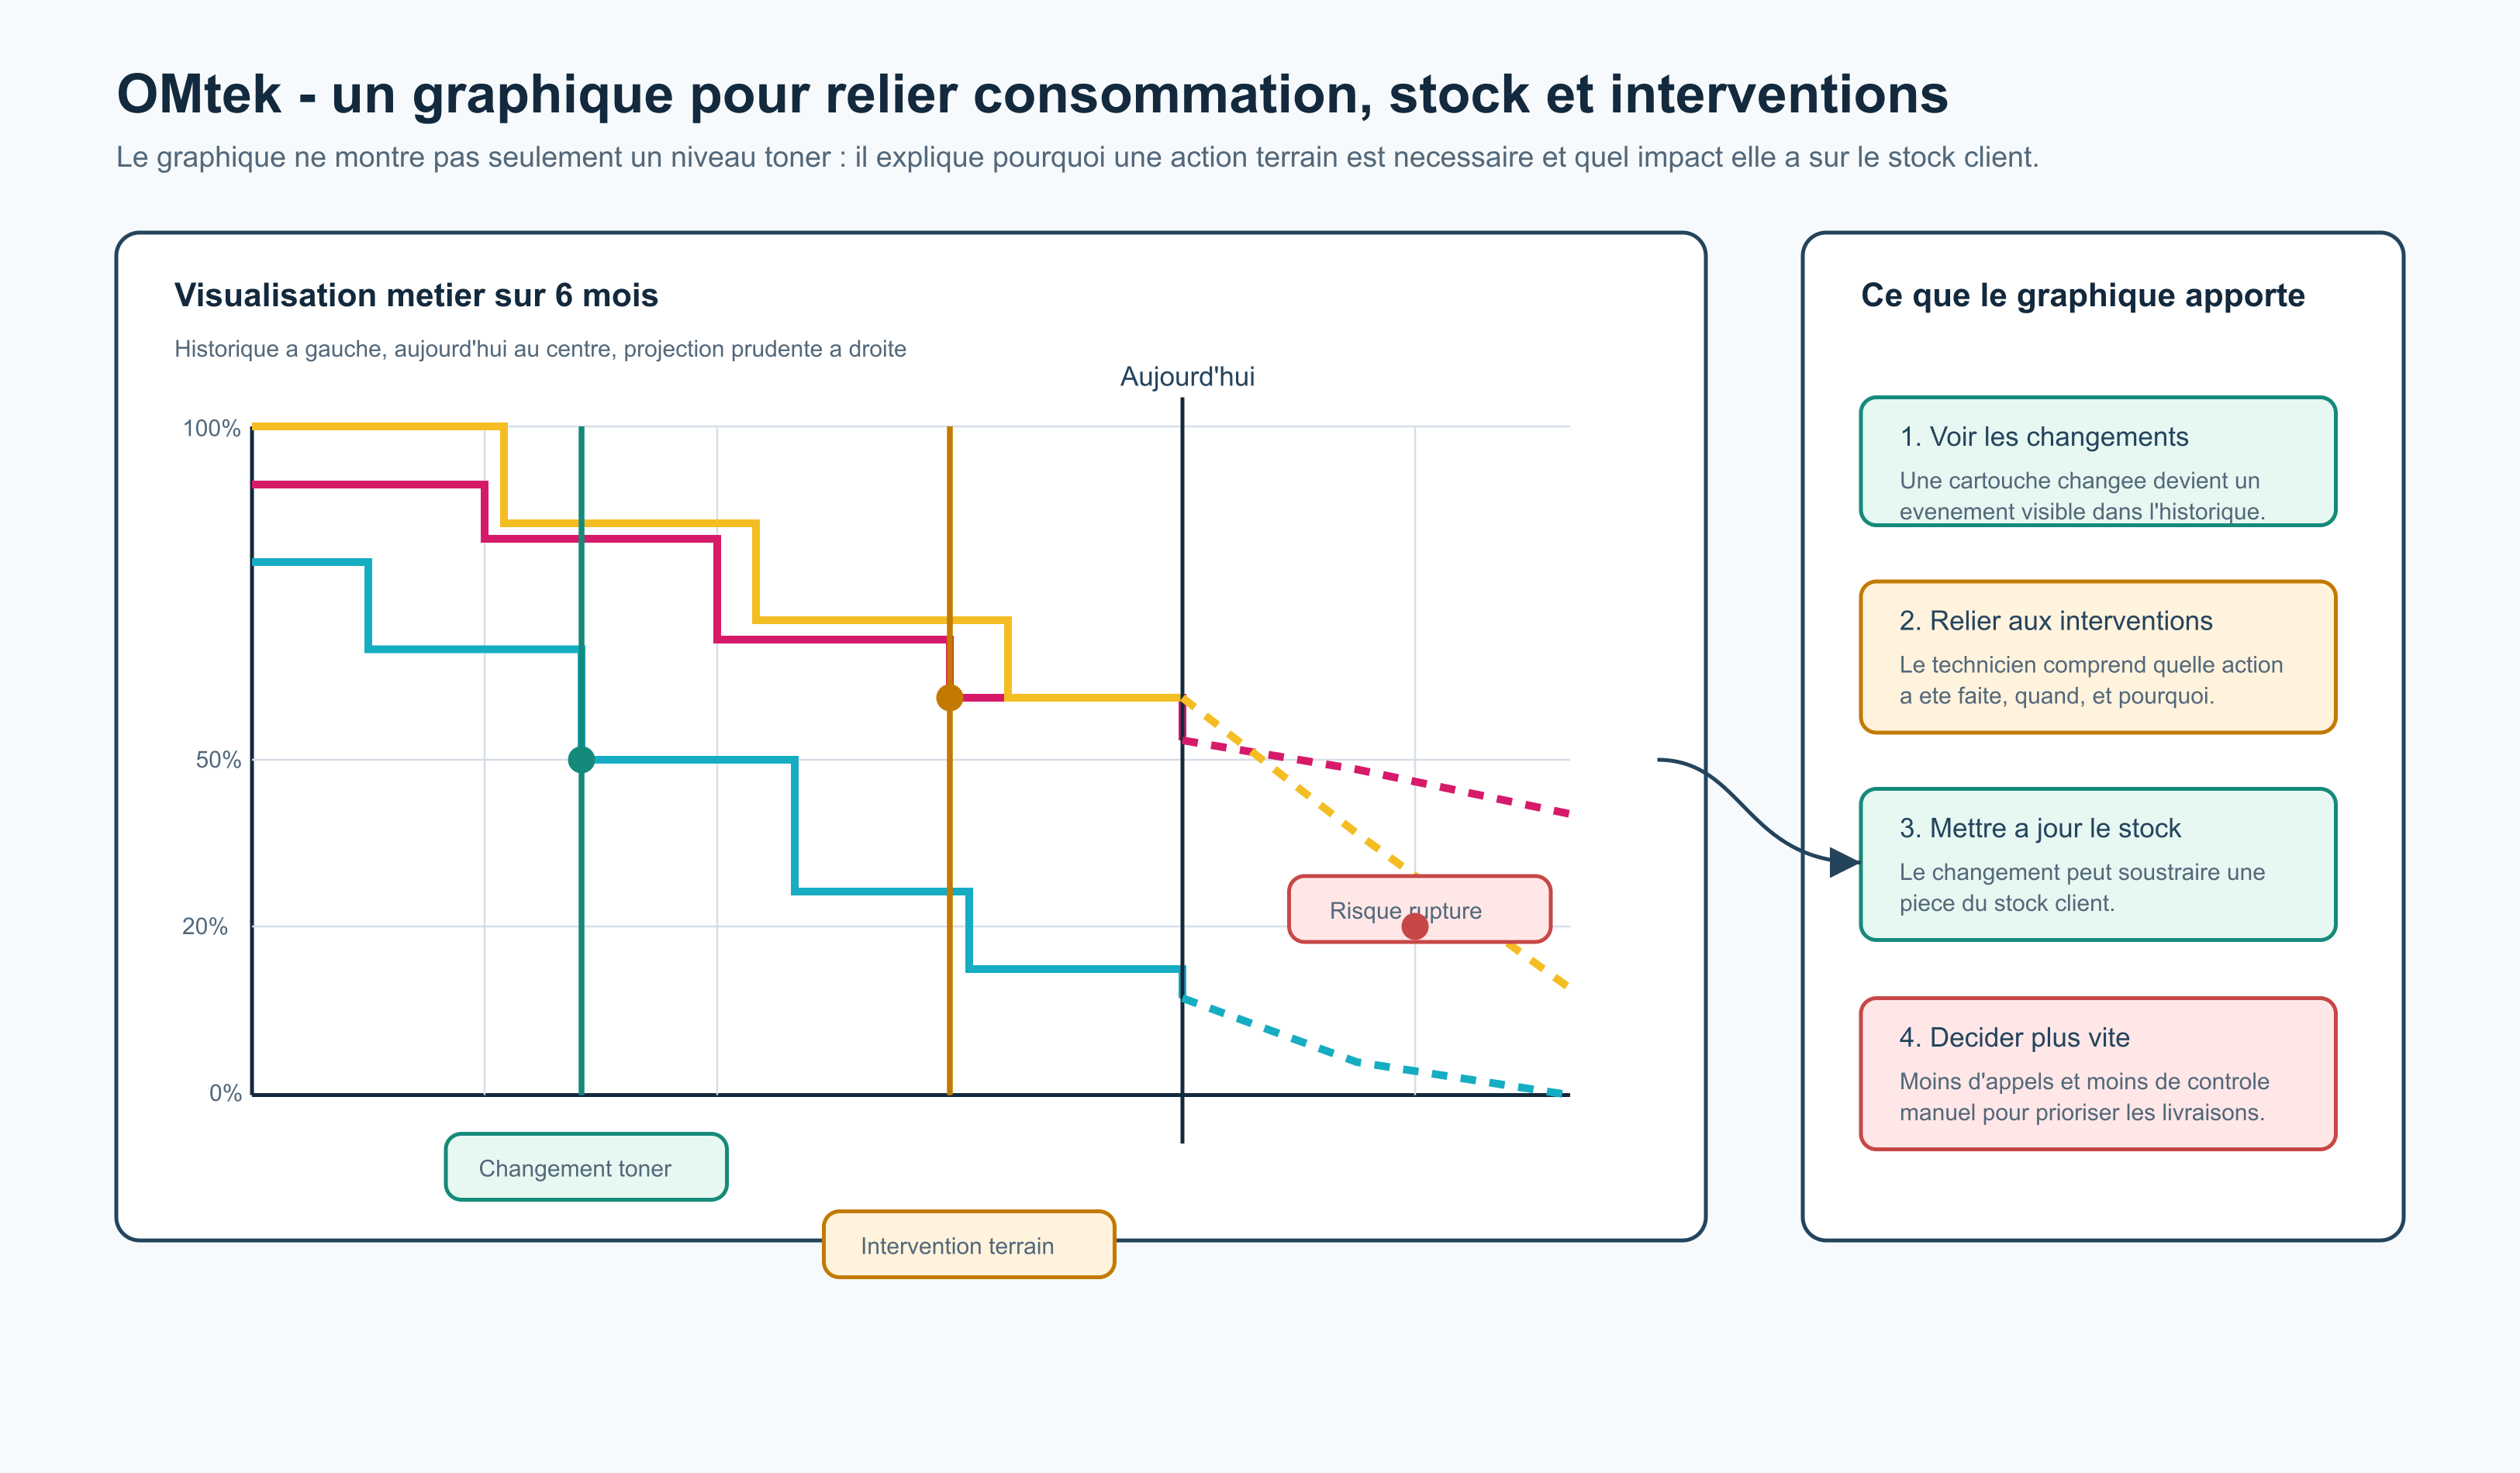 OMtek - un graphique pour relier consommation, stock et interventions
Le graphique ne montre pas seulement un niveau toner : il explique pourquoi une action terrain est necessaire et quel impact elle a sur le stock client.
Visualisation metier sur 6 mois
Historique a gauche, aujourd'hui au centre, projection prudente a droite
Aujourd'hui
100%
50%
20%
0%
Risque rupture
Changement toner
Intervention terrain
Ce que le graphique apporte
1. Voir les changements
Une cartouche changee devient un
evenement visible dans l'historique.
2. Relier aux interventions
Le technicien comprend quelle action
a ete faite, quand, et pourquoi.
3. Mettre a jour le stock
Le changement peut soustraire une
piece du stock client.
4. Decider plus vite
Moins d'appels et moins de controle
manuel pour prioriser les livraisons.